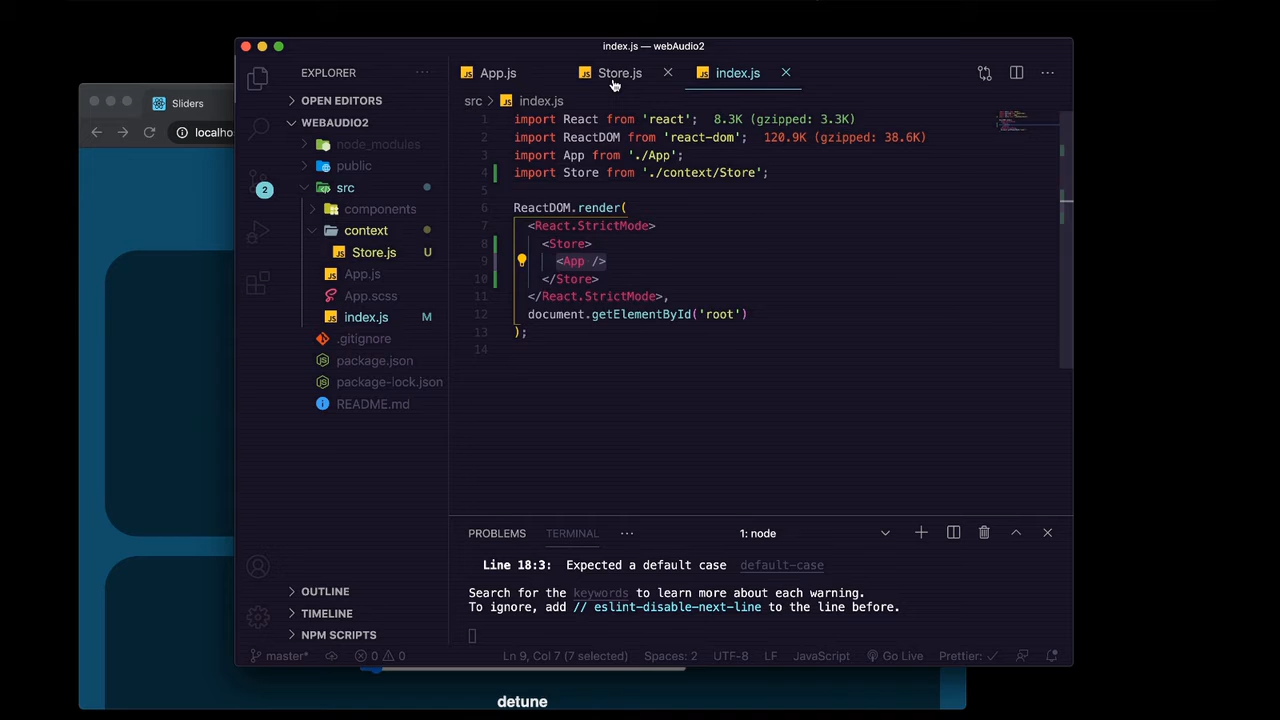 index.js — webAudio2
Sliders
localho
EXPLORER
OPEN EDITORS
WEBAUDIO2
node_modules
public
src
components
context
Store.js U
App.js
App.scss
index.js M
.gitignore
package.json
package-lock.json
README.md
OUTLINE
TIMELINE
NPM SCRIPTS
2
App.js Store.js index.js
src > index.js
1 import React from 'react'; 8.3K (gzipped: 3.3K)
2 import ReactDOM from 'react-dom'; 120.9K (gzipped: 38.6K)
3 import App from './App';
4 import Store from './context/Store';
5
6 ReactDOM.render(
7 <React.StrictMode>
8 <Store>
9 <App />
10 </Store>
11 </React.StrictMode>,
12 document.getElementById('root')
13 );
14
PROBLEMS TERMINAL 1: node
Line 18:3: Expected a default case default-case
Search for the keywords to learn more about each warning.
To ignore, add // eslint-disable-next-line to the line before.
master* 0 0 Ln 9, Col 7 (7 selected) Spaces: 2 UTF-8 LF JavaScript Go Live Prettier: ✓
detune